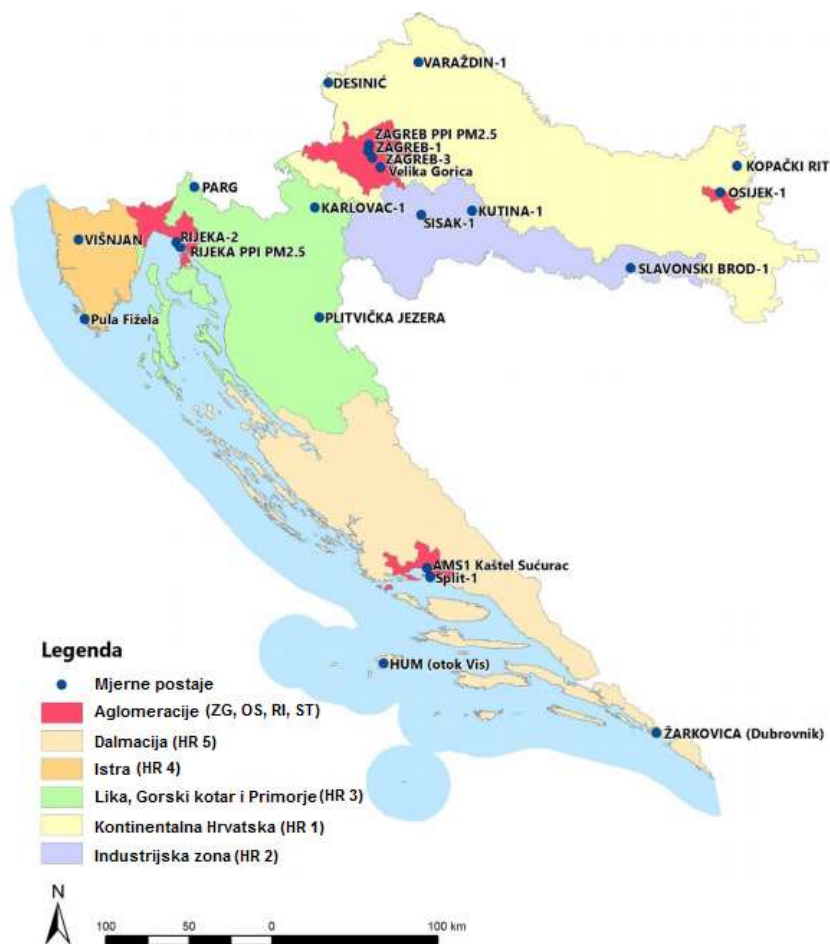 VARAŽDIN-1
DESINIĆ
ZAGREB PPI PM2.5
ZAGREB-1
ZAGREB-3
Velika Gorica
KOPAČKI RIT
OSIJEK-1
PARG
KARLOVAC-1
KUTINA-1
SISAK-1
VIŠNJAN
RIJEKA-2
RIJEKA PPI PM2.5
SLAVONSKI BROD-1
Pula Fižela
PLITVIČKA JEZERA
AMS1 Kaštel Sućurac
Split-1
HUM (otok Vis)
ŽARKOVICA (Dubrovnik)
Legenda
Mjerne postaje
Aglomeracije (ZG, OS, RI, ST)
Dalmacija (HR 5)
Istra (HR 4)
Lika, Gorski kotar i Primorje (HR 3)
Kontinentalna Hrvatska (HR 1)
Industrijska zona (HR 2)
N
100 50 0 100 km